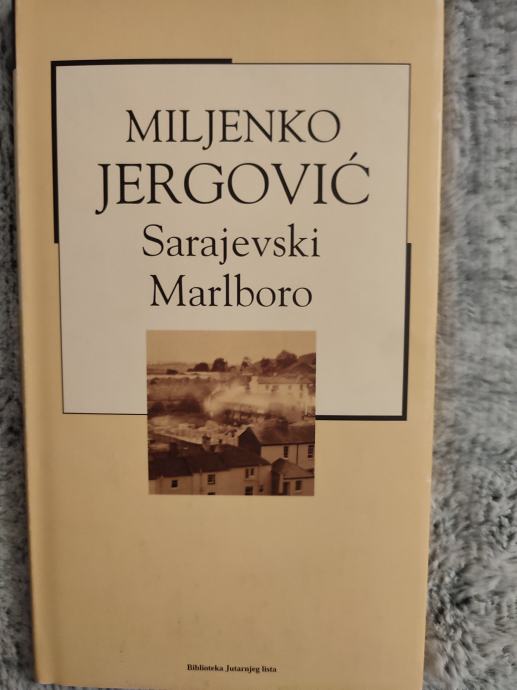 MILJENKO
JERGOVIĆ
Sarajevski
Marlboro
Biblioteka Jutarnjeg lista